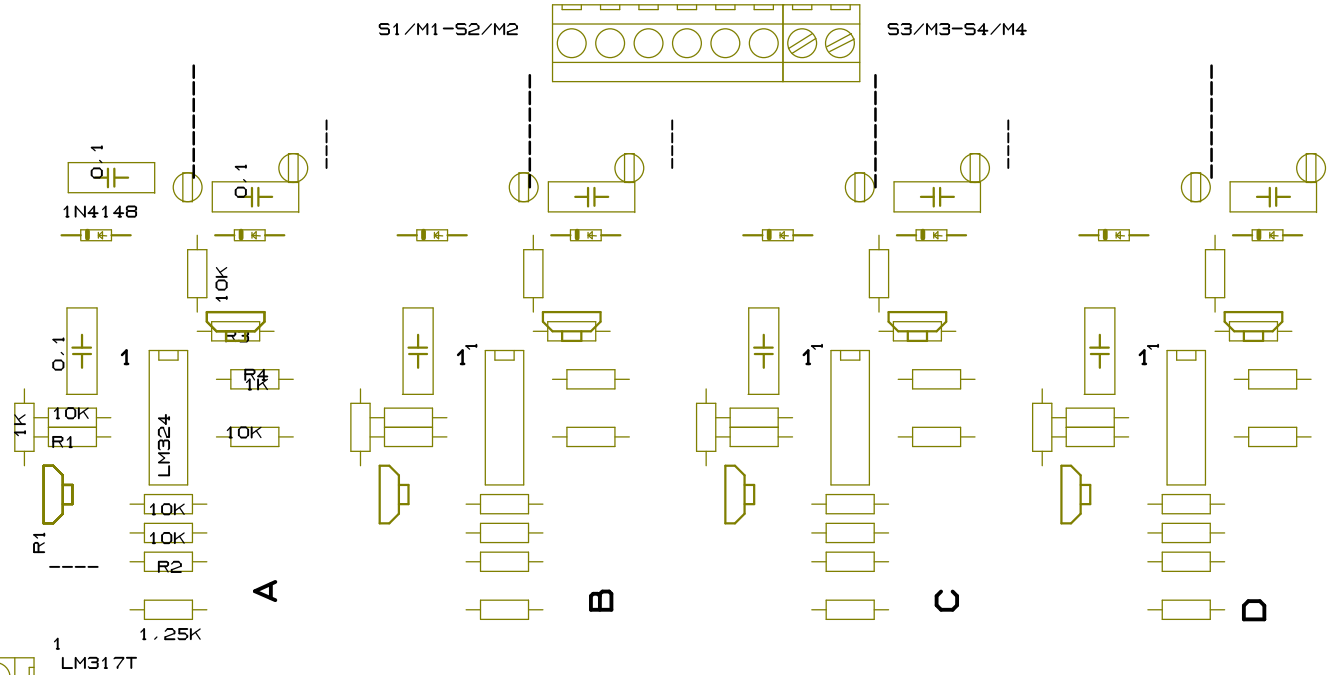 S1/M1-S2/M2
S3/M3-S4/M4
0,1
0,1
1N4148
10K
R3
0,1
1
1
1
1
1
1
1
R4
1K
1K
10K
R1
10K
LM324
10K
10K
R1
R2
A
B
C
D
1,25K
1
LM317T